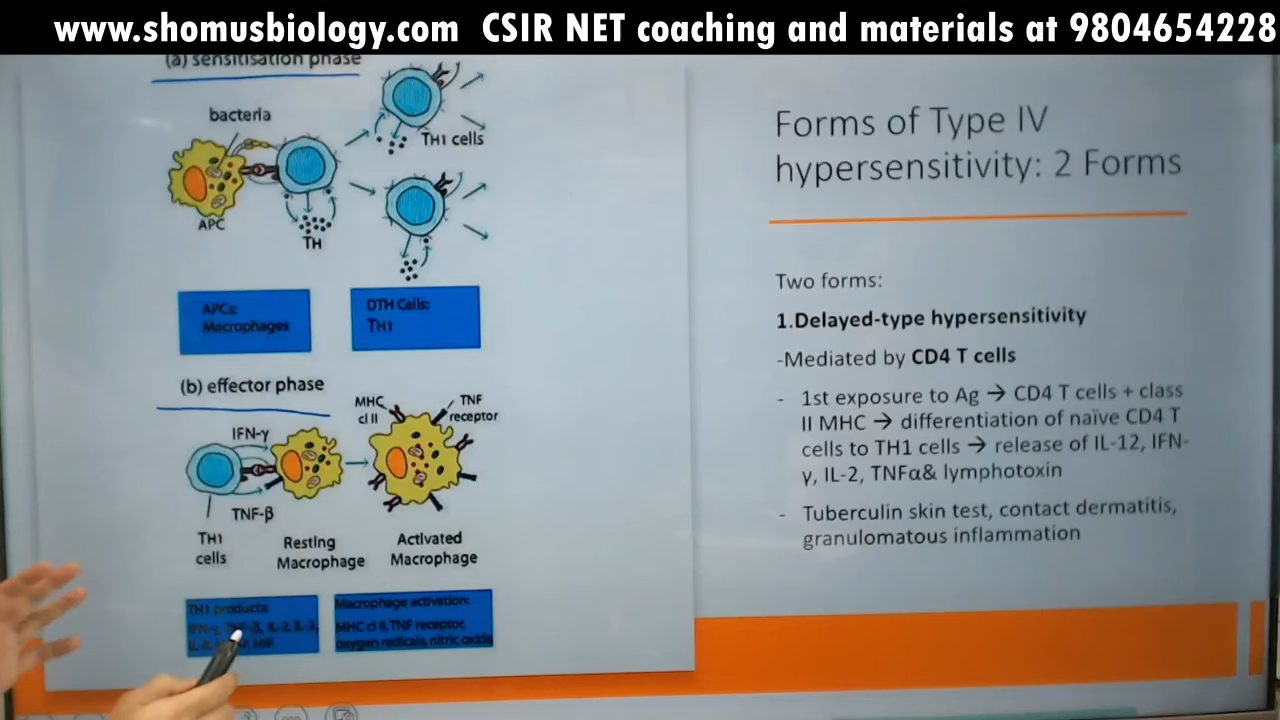 www.shomusbiology.com CSIR NET coaching and materials at 9804654228
(a) sensitisation phase
bacteria
APC
TH
TH1 cells
APCs:
Macrophages
DTH Cells:
TH1
(b) effector phase
IFN-γ
TNF-β
TH1
cells
Resting
Macrophage
MHC
cl II
TNF
receptor
Activated
Macrophage
TH1 products:
IL-2, IL-3,
MIF
Macrophage activation:
MHC cl II, TNF receptor,
oxygen radicals, nitric oxide
Forms of Type IV
hypersensitivity: 2 Forms
Two forms:
1.Delayed-type hypersensitivity
-Mediated by CD4 T cells
- 1st exposure to Ag → CD4 T cells + class
II MHC → differentiation of naïve CD4 T
cells to TH1 cells → release of IL-12, IFN-
γ, IL-2, TNFα& lymphotoxin
- Tuberculin skin test, contact dermatitis,
granulomatous inflammation